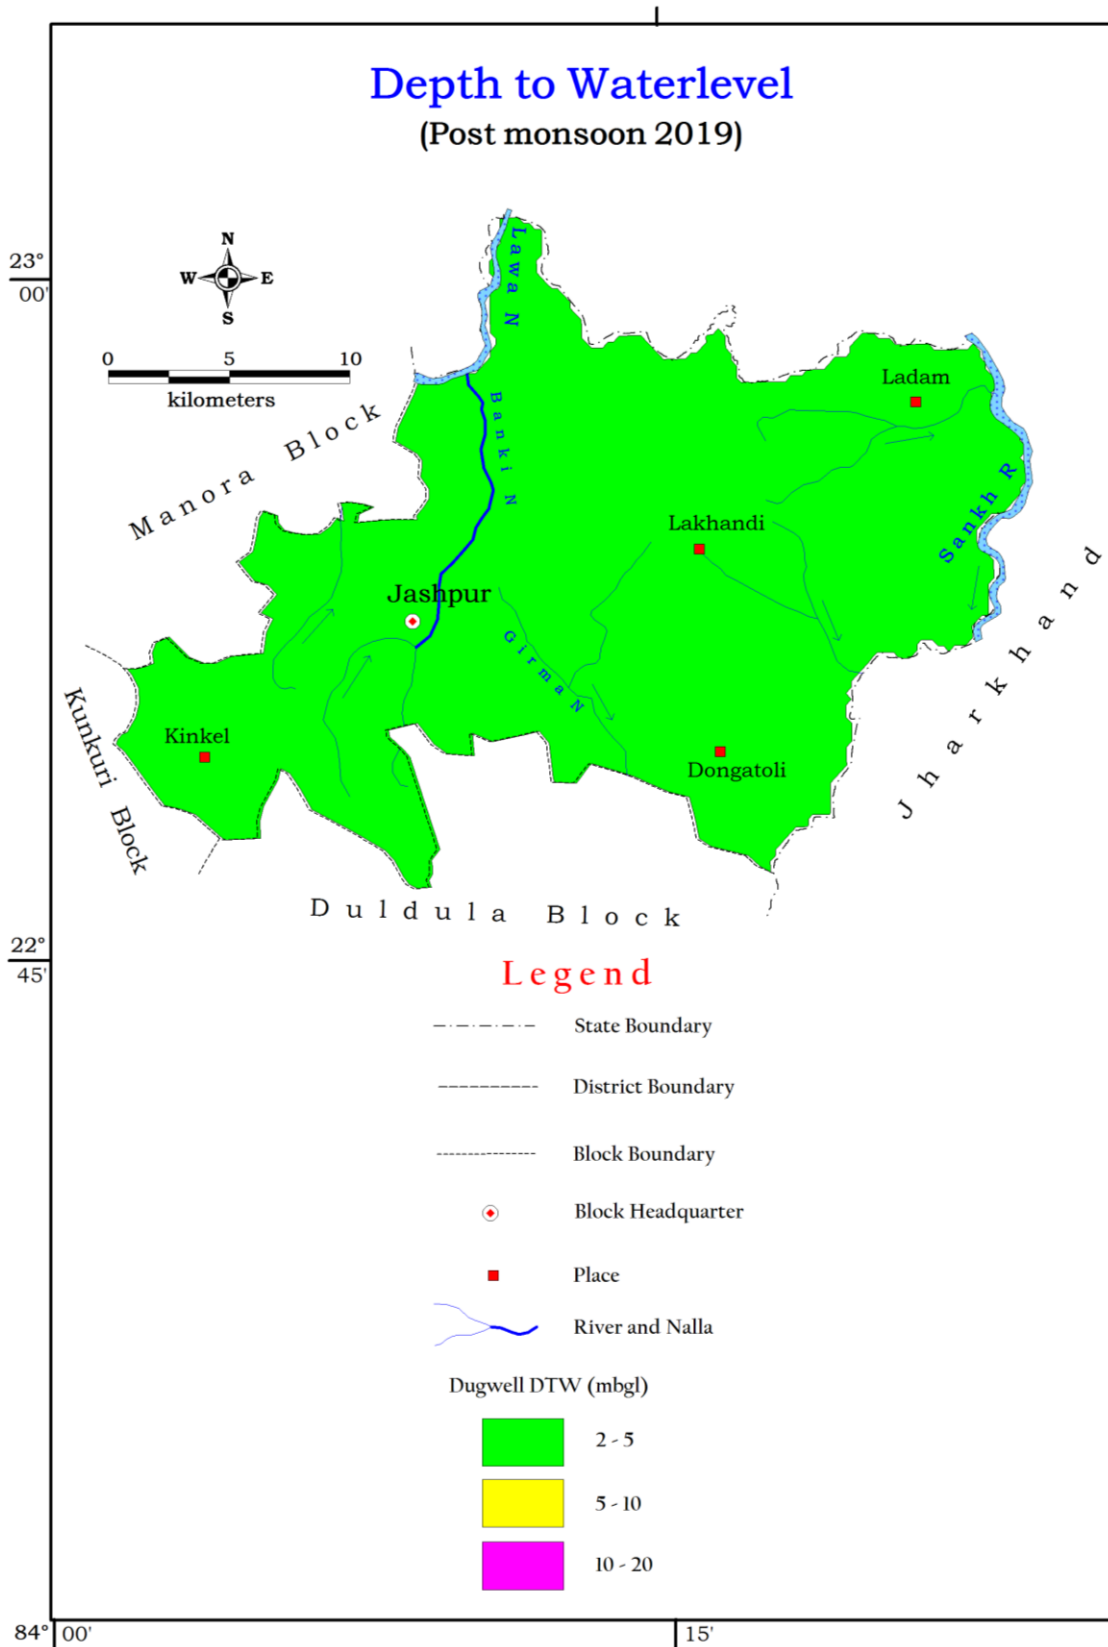 Depth to Waterlevel
(Post monsoon 2019)
23°
00'
N
W E
S
0 5 10
kilometers
Lawa N
Manora Block
Banki N
Ladam
Lakhandi
Sankh R
Jashpur
Girma N
Jharkhand
Kinkel
Kunkuri Block
Dongatoli
Duldula Block
22°
45'
Legend
State Boundary
District Boundary
Block Boundary
Block Headquarter
Place
River and Nalla
Dugwell DTW (mbgl)
2 - 5
5 - 10
10 - 20
84° 00' 15'